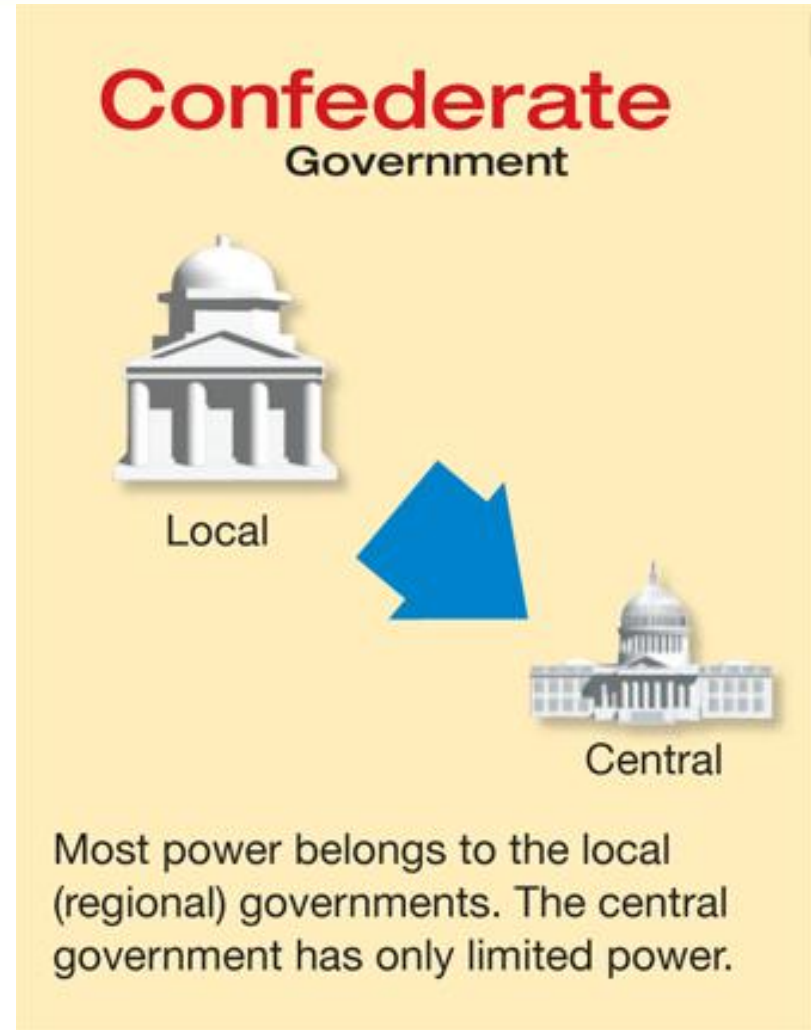 Confederate
Government
Local
Central
Most power belongs to the local
(regional) governments. The central
government has only limited power.